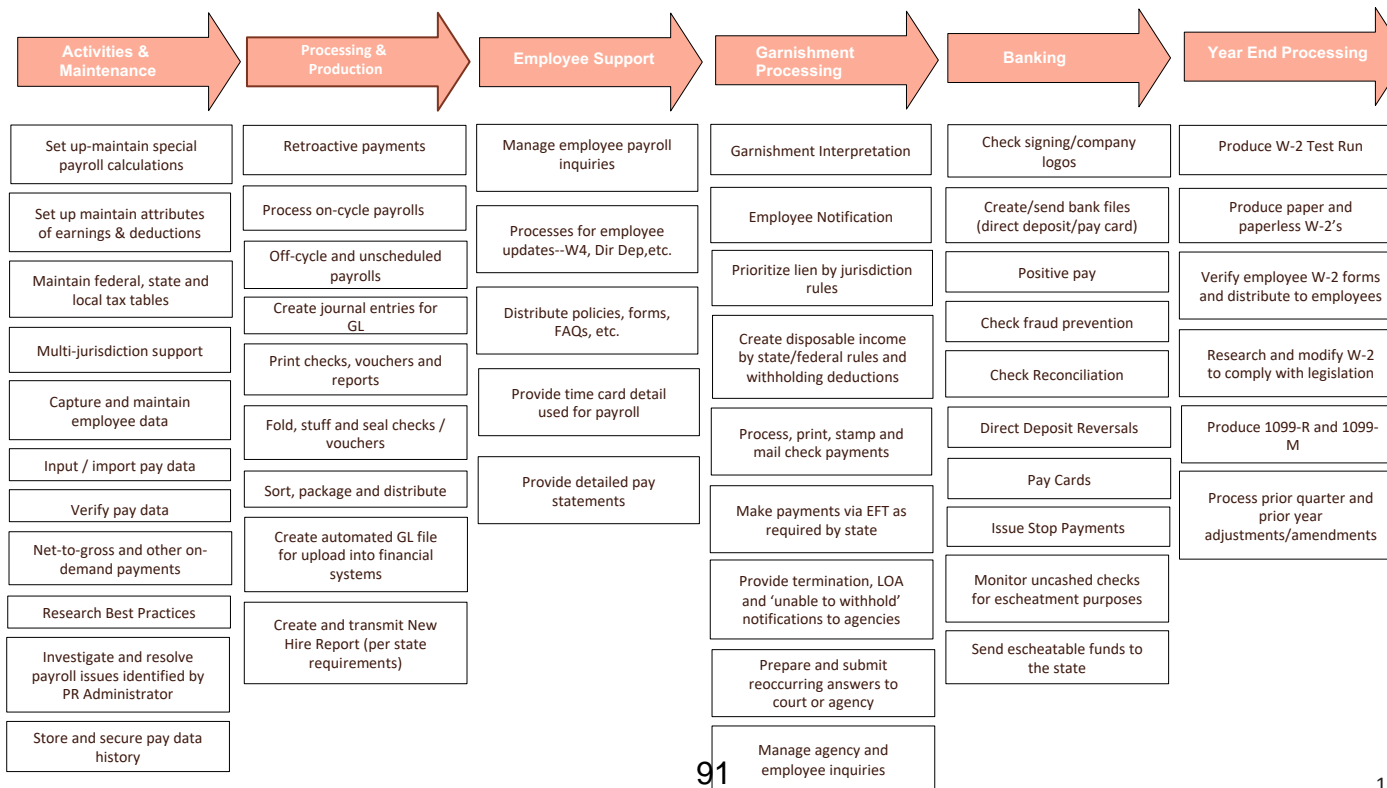 Activities &
Maintenance
Processing &
Production
Employee Support
Garnishment
Processing
Banking
Year End Processing
Set up-maintain special
payroll calculations
Set up maintain attributes
of earnings & deductions
Maintain federal, state and
local tax tables
Multi-jurisdiction support
Capture and maintain
employee data
Input / import pay data
Verify pay data
Net-to-gross and other on-
demand payments
Research Best Practices
Investigate and resolve
payroll issues identified by
PR Administrator
Store and secure pay data
history
Retroactive payments
Process on-cycle payrolls
Off-cycle and unscheduled
payrolls
Create journal entries for
GL
Print checks, vouchers and
reports
Fold, stuff and seal checks /
vouchers
Sort, package and distribute
Create automated GL file
for upload into financial
systems
Create and transmit New
Hire Report (per state
requirements)
Manage employee payroll
inquiries
Processes for employee
updates--W4, Dir Dep,etc.
Distribute policies, forms,
FAQs, etc.
Provide time card detail
used for payroll
Provide detailed pay
statements
Garnishment Interpretation
Employee Notification
Prioritize lien by jurisdiction
rules
Create disposable income
by state/federal rules and
withholding deductions
Process, print, stamp and
mail check payments
Make payments via EFT as
required by state
Provide termination, LOA
and ‘unable to withhold’
notifications to agencies
Prepare and submit
reoccurring answers to
court or agency
Manage agency and
employee inquiries
Check signing/company
logos
Create/send bank files
(direct deposit/pay card)
Positive pay
Check fraud prevention
Check Reconciliation
Direct Deposit Reversals
Pay Cards
Issue Stop Payments
Monitor uncashed checks
for escheatment purposes
Send escheatable funds to
the state
Produce W-2 Test Run
Produce paper and
paperless W-2’s
Verify employee W-2 forms
and distribute to employees
Research and modify W-2
to comply with legislation
Produce 1099-R and 1099-
M
Process prior quarter and
prior year
adjustments/amendments
91
1